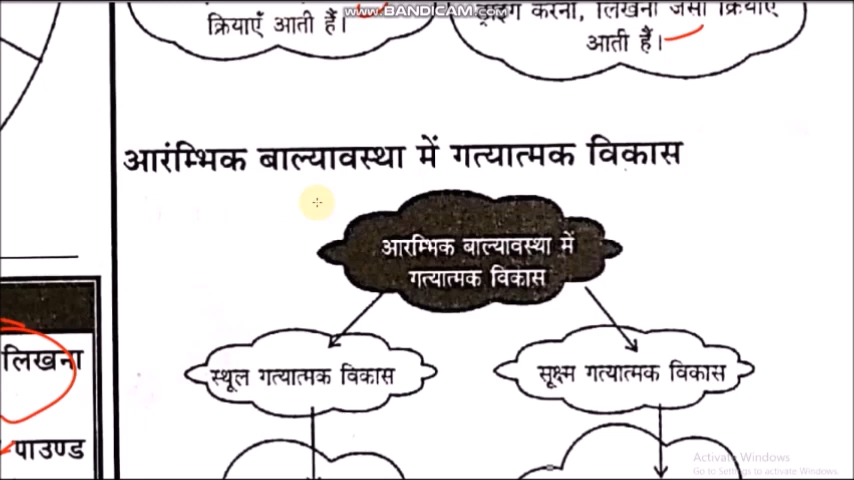 www.BANDICAM.com
क्रियाएँ आती हैं।
करना, लिखना जैसी क्रियाएँ
आती हैं।
आरंम्भिक बाल्यावस्था में गत्यात्मक विकास
आरम्भिक बाल्यावस्था में
गत्यात्मक विकास
स्थूल गत्यात्मक विकास
सूक्ष्म गत्यात्मक विकास
लिखना
पाउण्ड
Activate Windows
Go to Settings to activate Windows.